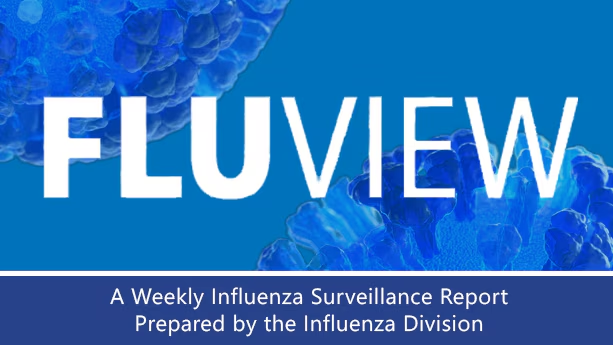 FLUVIEW
A Weekly Influenza Surveillance Report
Prepared by the Influenza Division